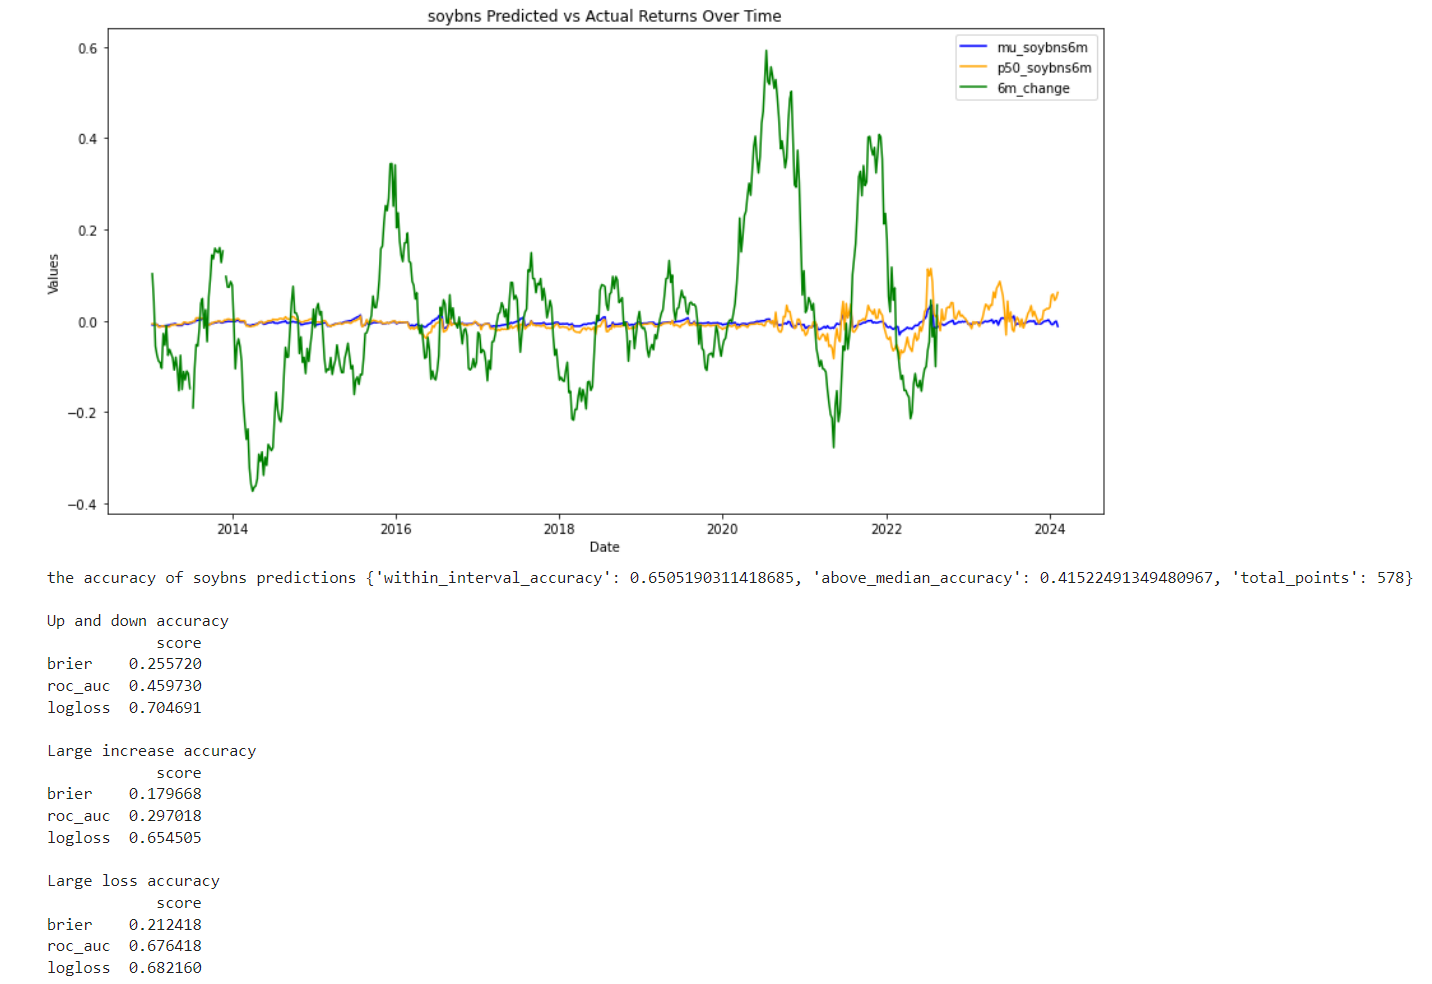 soybns Predicted vs Actual Returns Over Time
mu_soybns6m
p50_soybns6m
6m_change
0.6
0.4
0.2
0.0
−0.2
−0.4
Values
2014 2016 2018 2020 2022 2024
Date
the accuracy of soybns predictions {'within_interval_accuracy': 0.6505190311418685, 'above_median_accuracy': 0.41522491349480967, 'total_points': 578}
Up and down accuracy
score
brier 0.255720
roc_auc 0.459730
logloss 0.704691
Large increase accuracy
score
brier 0.179668
roc_auc 0.297018
logloss 0.654505
Large loss accuracy
score
brier 0.212418
roc_auc 0.676418
logloss 0.682160